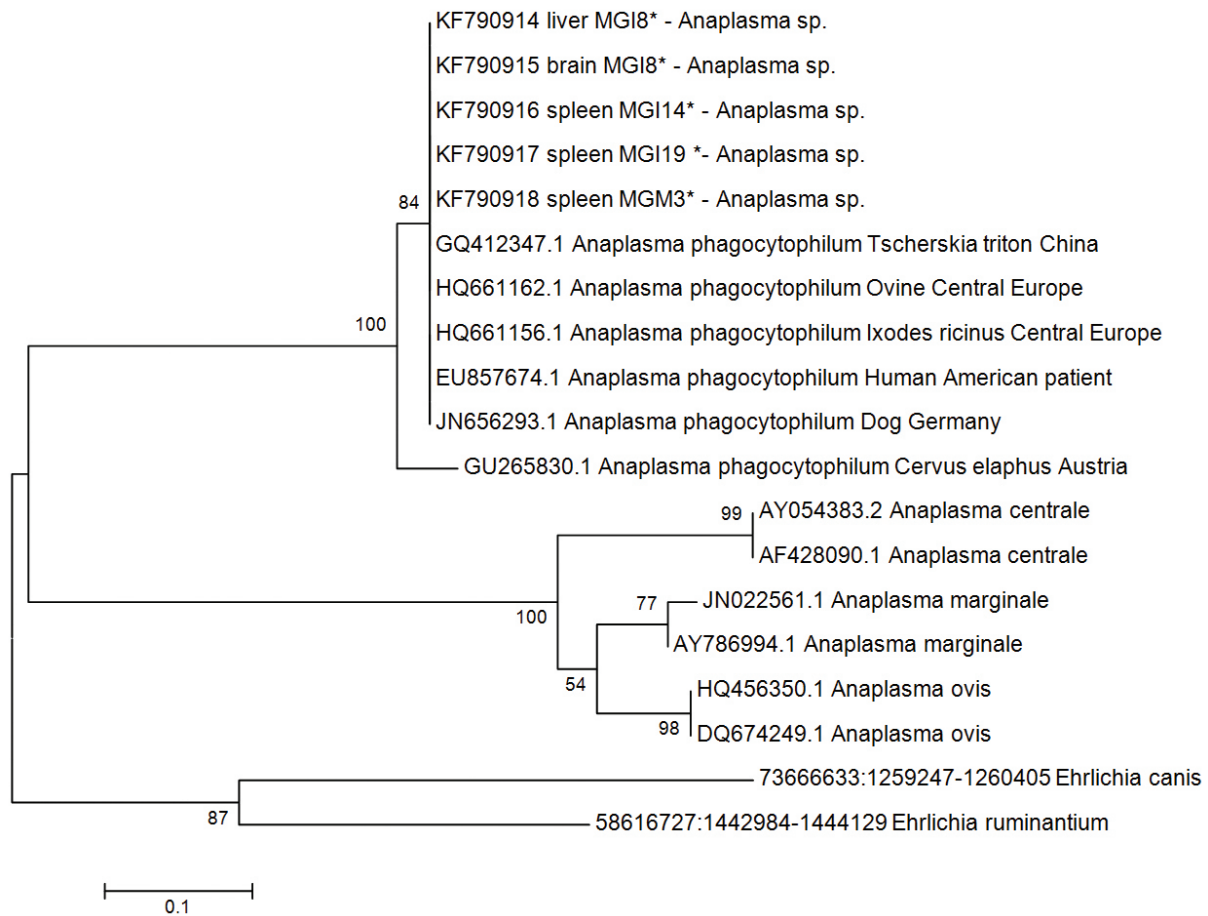 KF790914 liver MGI8* - Anaplasma sp.
KF790915 brain MGI8* - Anaplasma sp.
KF790916 spleen MGI14* - Anaplasma sp.
KF790917 spleen MGI19 *- Anaplasma sp.
84
KF790918 spleen MGM3* - Anaplasma sp.
GQ412347.1 Anaplasma phagocytophilum Tscherskia triton China
HQ661162.1 Anaplasma phagocytophilum Ovine Central Europe
100
HQ661156.1 Anaplasma phagocytophilum Ixodes ricinus Central Europe
EU857674.1 Anaplasma phagocytophilum Human American patient
JN656293.1 Anaplasma phagocytophilum Dog Germany
GU265830.1 Anaplasma phagocytophilum Cervus elaphus Austria
99
AY054383.2 Anaplasma centrale
AF428090.1 Anaplasma centrale
77
JN022561.1 Anaplasma marginale
100
AY786994.1 Anaplasma marginale
54
HQ456350.1 Anaplasma ovis
98
DQ674249.1 Anaplasma ovis
73666633:1259247-1260405 Ehrlichia canis
87
58616727:1442984-1444129 Ehrlichia ruminantium
0.1